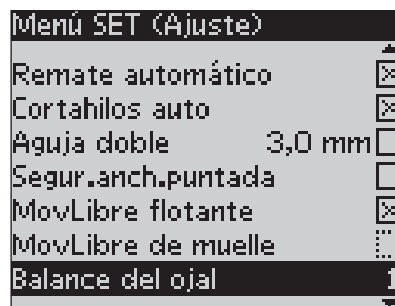 Menú SET (Ajuste)
Remate automático
Cortahilos auto
Aguja doble 3,0 mm
Segur.anch.puntada
MovLibre flotante
MovLibre de muelle
Balance del ojal 1